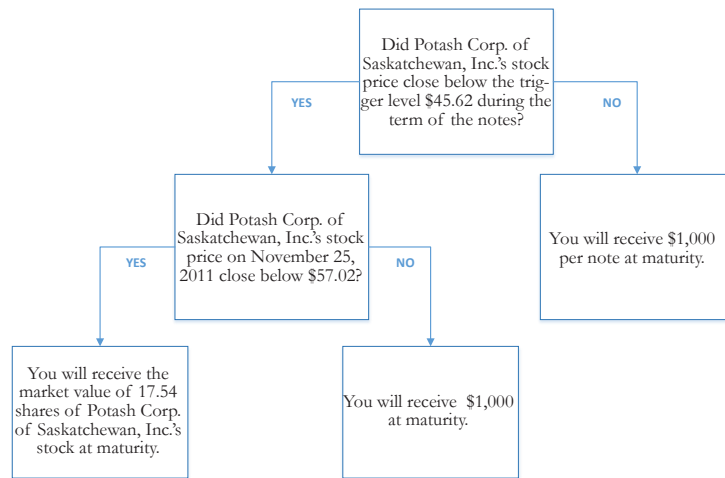 Did Potash Corp. of
Saskatchewan, Inc.'s stock
price close below the trig-
ger level $45.62 during the
term of the notes?
YES
NO
Did Potash Corp. of
Saskatchewan, Inc.'s stock
price on November 25,
2011 close below $57.02?
You will receive $1,000
per note at maturity.
YES
NO
You will receive the
market value of 17.54
shares of Potash Corp.
of Saskatchewan, Inc.'s
stock at maturity.
You will receive $1,000
at maturity.